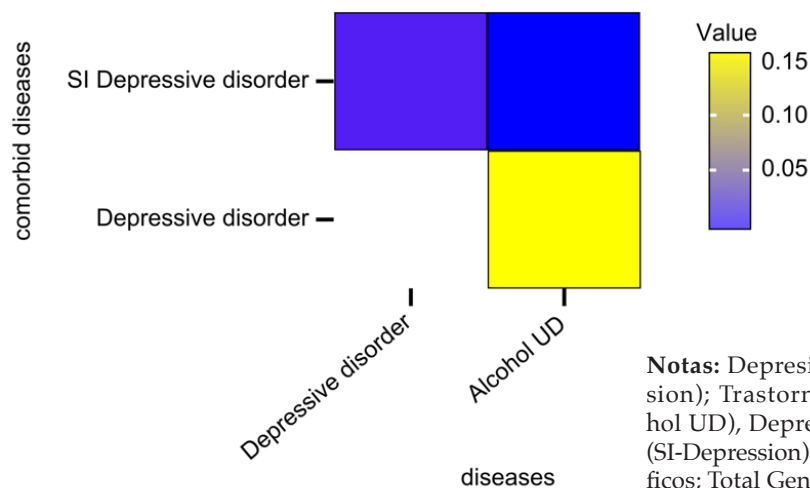 Value
0.15
0.10
0.05
SI Depressive disorder
Depressive disorder
comorbid diseases
Depressive disorder
Alcohol UD
diseases
Notas: Depresi
sion); Trastorn
hol UD), Depre
(SI-Depression)
ficos; Total Gen